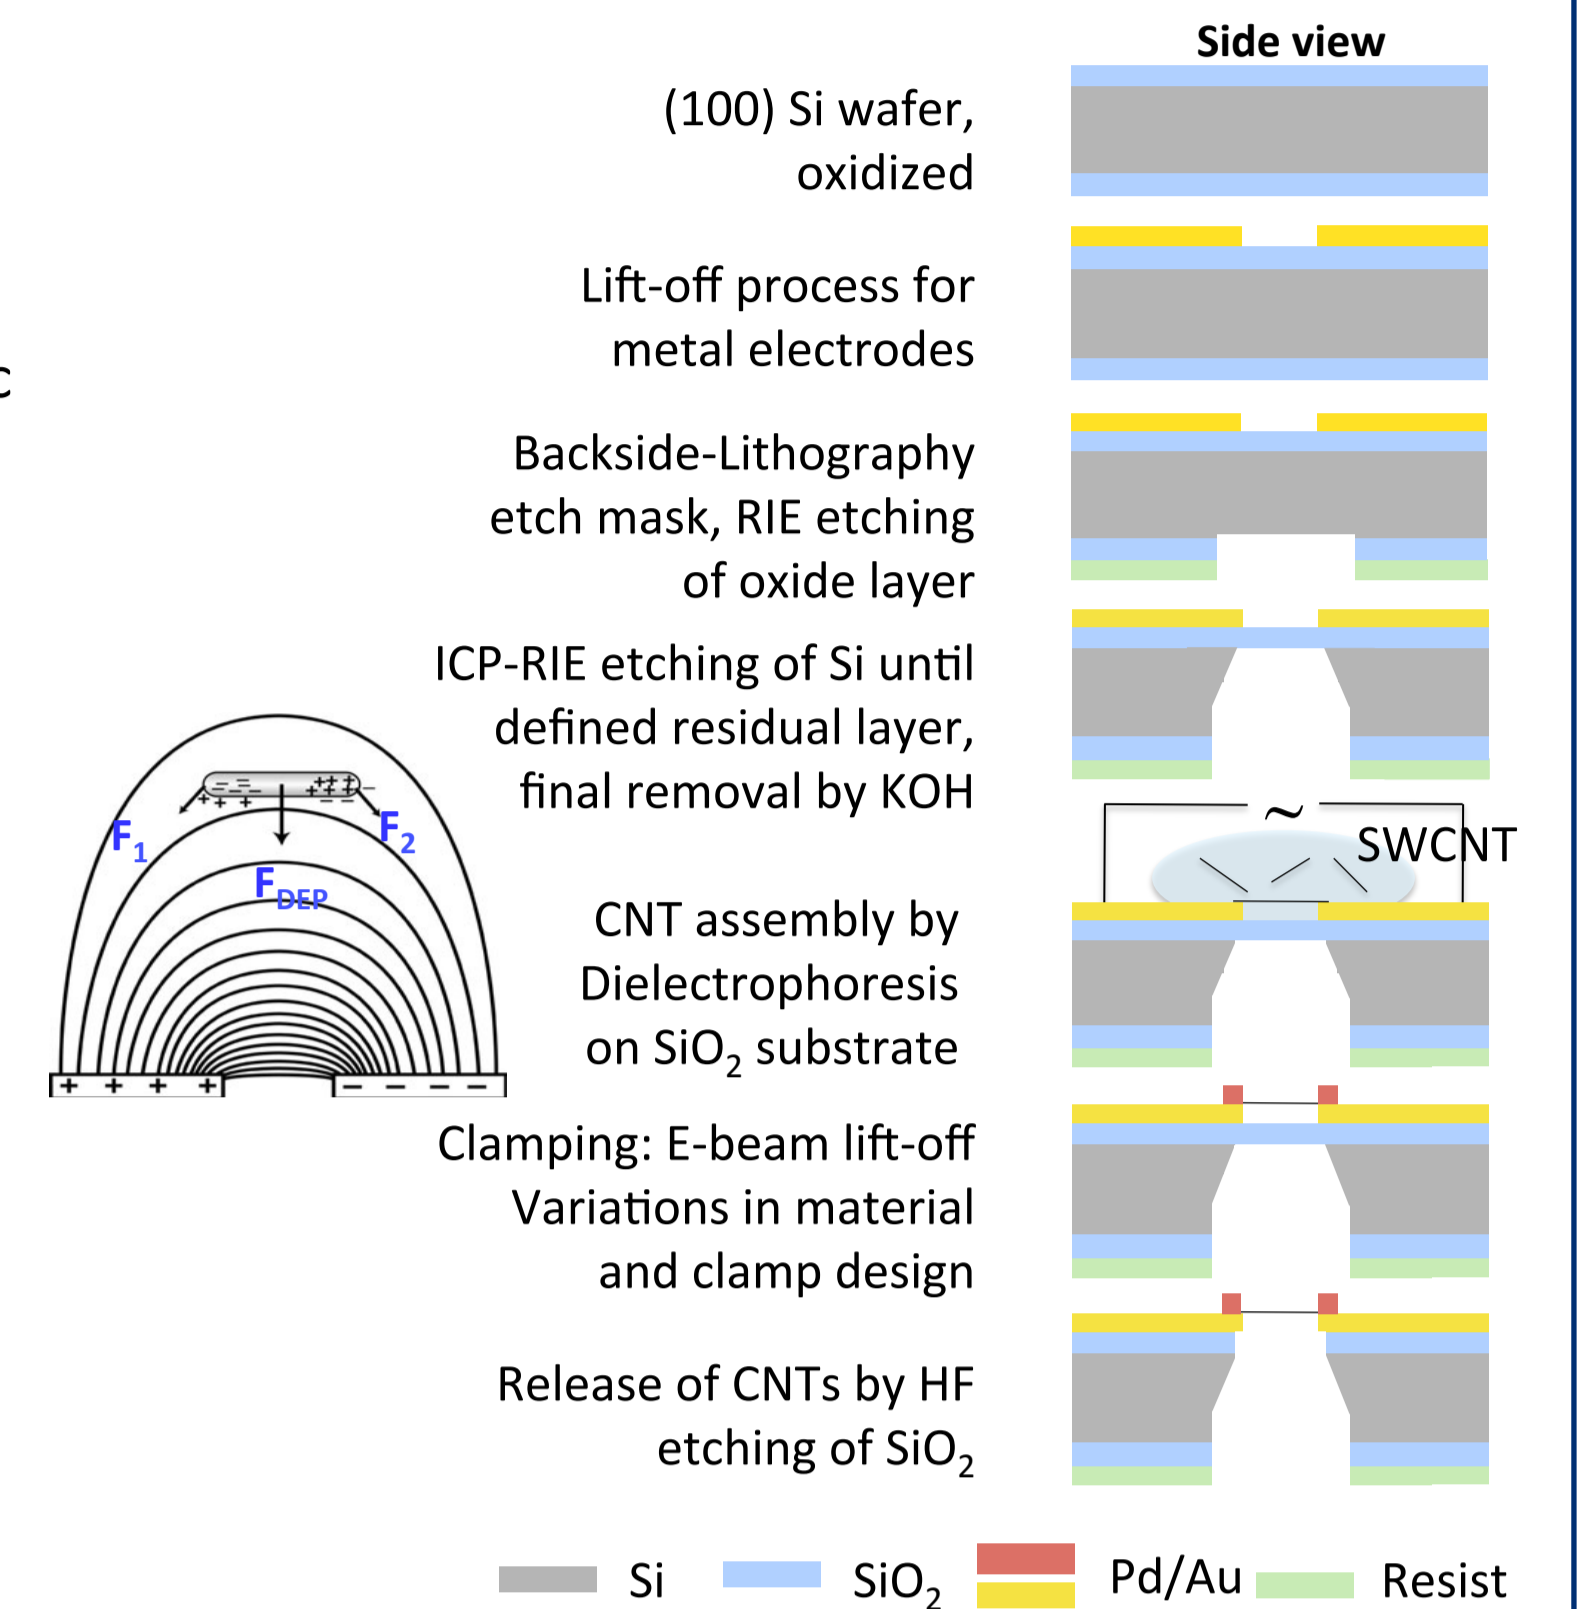 Side view
(100) Si wafer,
oxidized
Lift-off process for
metal electrodes
c
Backside-Lithography
etch mask, RIE etching
of oxide layer
ICP-RIE etching of Si until
defined residual layer,
final removal by KOH
~
SWCNT
F1
F2
FDEP
+ + + +
− − − −
CNT assembly by
Dielectrophoresis
on SiO2 substrate
Clamping: E-beam lift-off
Variations in material
and clamp design
Release of CNTs by HF
etching of SiO2
Si
SiO2
Pd/Au
Resist